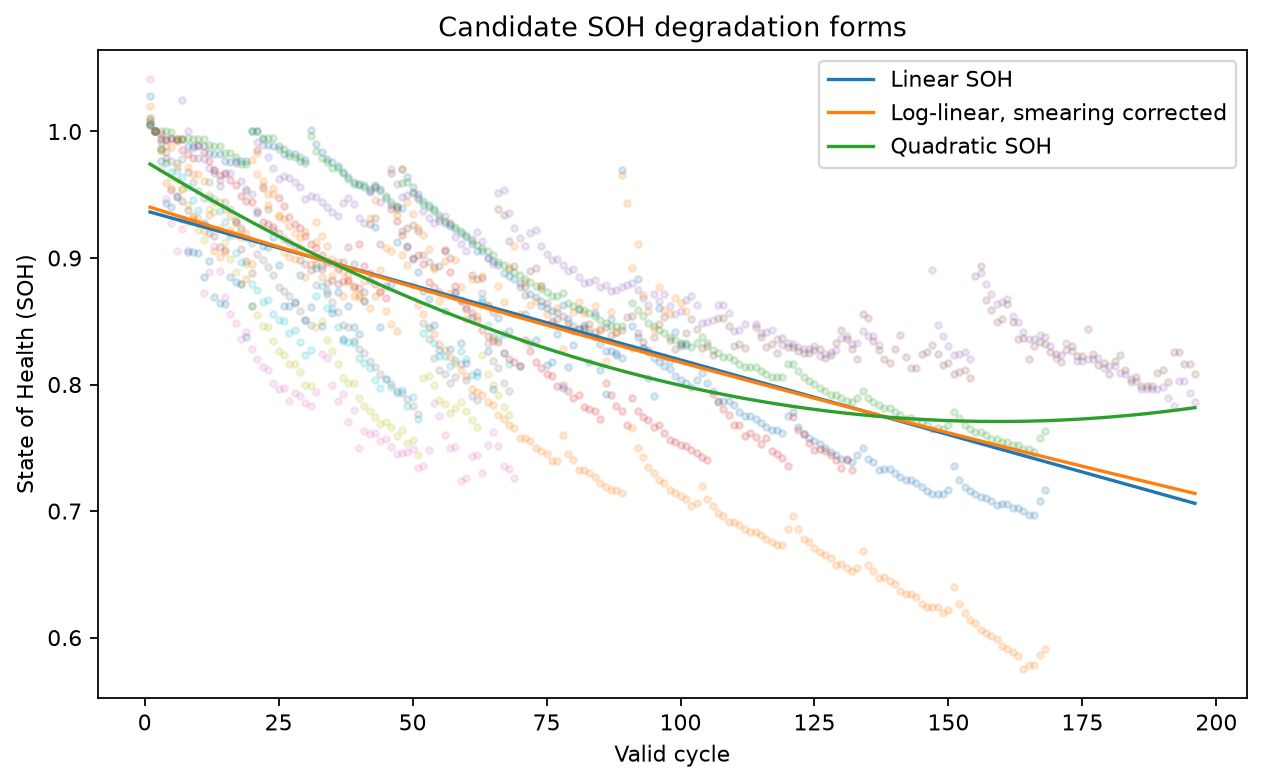 Candidate SOH degradation forms
Linear SOH
Log-linear, smearing corrected
Quadratic SOH
1.0
0.9
0.8
0.7
0.6
State of Health (SOH)
0 25 50 75 100 125 150 175 200
Valid cycle